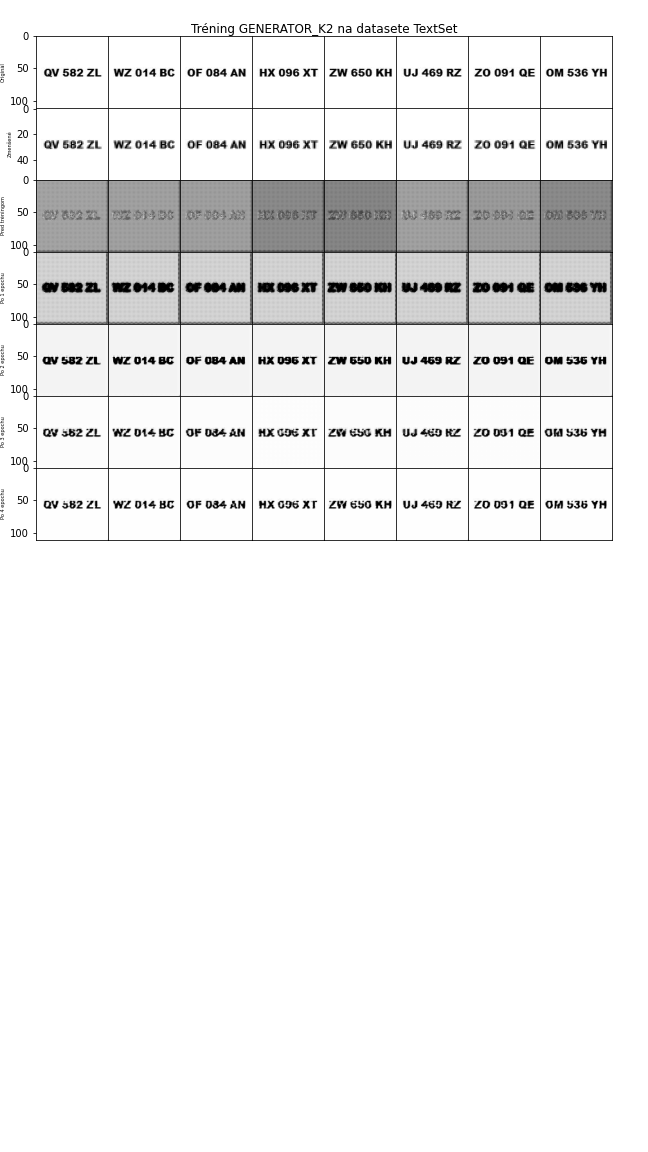 Tréning GENERATOR_K2 na datasete TextSet
0
Originál
50
QV 582 ZL WZ 014 BC OF 084 AN HX 096 XT ZW 650 KH UJ 469 RZ ZO 091 QE OM 536 YH
100
0
Zmenšené
20
QV 582 ZL WZ 014 BC OF 084 AN HX 096 XT ZW 650 KH UJ 469 RZ ZO 091 QE OM 536 YH
40
0
Pred tréningom
50
QV 582 ZL WZ 014 BC OF 084 AN HX 096 XT ZW 650 KH UJ 469 RZ ZO 091 QE OM 536 YH
100
0
Po 1 epochu
50
QV 582 ZL WZ 014 BC OF 084 AN HX 096 XT ZW 650 KH UJ 469 RZ ZO 091 QE OM 536 YH
100
0
Po 2 epochu
50
QV 582 ZL WZ 014 BC OF 084 AN HX 096 XT ZW 650 KH UJ 469 RZ ZO 091 QE OM 536 YH
100
0
Po 3 epochu
50
QV 582 ZL WZ 014 BC OF 084 AN HX 096 XT ZW 650 KH UJ 469 RZ ZO 091 QE OM 536 YH
100
0
Po 4 epochu
50
QV 582 ZL WZ 014 BC OF 084 AN HX 096 XT ZW 650 KH UJ 469 RZ ZO 091 QE OM 536 YH
100